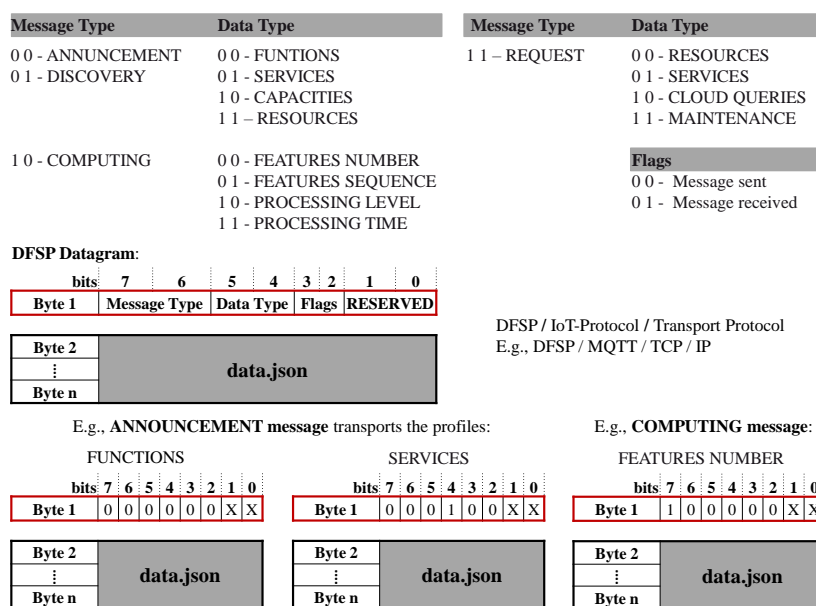 Message Type Data Type
0 0 - ANNUNCEMENT 0 0 - FUNTIONS
0 1 - DISCOVERY 0 1 - SERVICES
1 0 - CAPACITIES
1 1 – RESOURCES
1 0 - COMPUTING 0 0 - FEATURES NUMBER
0 1 - FEATURES SEQUENCE
1 0 - PROCESSING LEVEL
1 1 - PROCESSING TIME
Message Type Data Type
1 1 – REQUEST 0 0 - RESOURCES
0 1 - SERVICES
1 0 - CLOUD QUERIES
1 1 - MAINTENANCE
Flags
0 0 - Message sent
0 1 - Message received
DFSP Datagram:
bits 7 6 5 4 3 2 1 0
Byte 1 Message Type Data Type Flags RESERVED
Byte 2
⋮
Byte n
data.json
DFSP / IoT-Protocol / Transport Protocol
E.g., DFSP / MQTT / TCP / IP
E.g., ANNOUNCEMENT message transports the profiles:
FUNCTIONS
bits 7 6 5 4 3 2 1 0
Byte 1 0 0 0 0 0 0 X X
Byte 2
⋮
Byte n
data.json
SERVICES
bits 7 6 5 4 3 2 1 0
Byte 1 0 0 0 1 0 0 X X
Byte 2
⋮
Byte n
data.json
E.g., COMPUTING message:
FEATURES NUMBER
bits 7 6 5 4 3 2 1 0
Byte 1 1 0 0 0 0 0 X X
Byte 2
⋮
Byte n
data.json